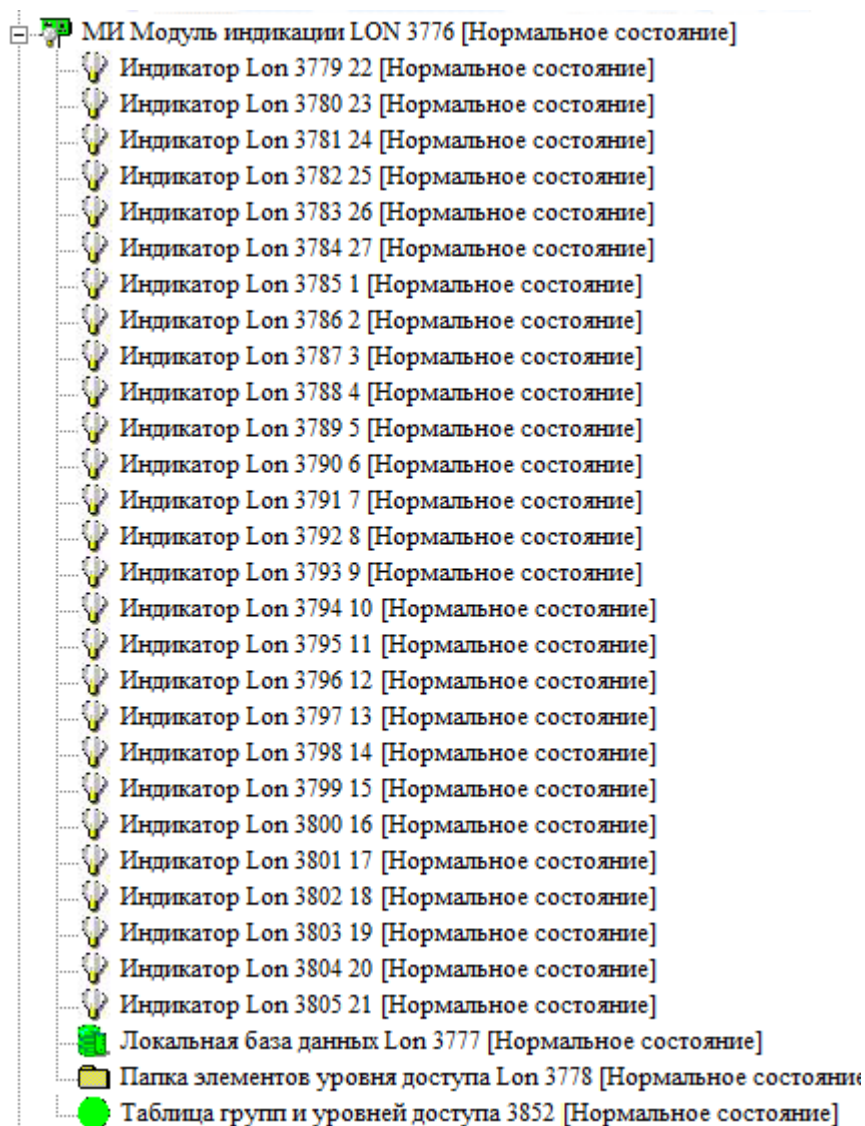 МИ Модуль индикации LON 3776 [Нормальное состояние]
Индикатор Lon 3779 22 [Нормальное состояние]
Индикатор Lon 3780 23 [Нормальное состояние]
Индикатор Lon 3781 24 [Нормальное состояние]
Индикатор Lon 3782 25 [Нормальное состояние]
Индикатор Lon 3783 26 [Нормальное состояние]
Индикатор Lon 3784 27 [Нормальное состояние]
Индикатор Lon 3785 1 [Нормальное состояние]
Индикатор Lon 3786 2 [Нормальное состояние]
Индикатор Lon 3787 3 [Нормальное состояние]
Индикатор Lon 3788 4 [Нормальное состояние]
Индикатор Lon 3789 5 [Нормальное состояние]
Индикатор Lon 3790 6 [Нормальное состояние]
Индикатор Lon 3791 7 [Нормальное состояние]
Индикатор Lon 3792 8 [Нормальное состояние]
Индикатор Lon 3793 9 [Нормальное состояние]
Индикатор Lon 3794 10 [Нормальное состояние]
Индикатор Lon 3795 11 [Нормальное состояние]
Индикатор Lon 3796 12 [Нормальное состояние]
Индикатор Lon 3797 13 [Нормальное состояние]
Индикатор Lon 3798 14 [Нормальное состояние]
Индикатор Lon 3799 15 [Нормальное состояние]
Индикатор Lon 3800 16 [Нормальное состояние]
Индикатор Lon 3801 17 [Нормальное состояние]
Индикатор Lon 3802 18 [Нормальное состояние]
Индикатор Lon 3803 19 [Нормальное состояние]
Индикатор Lon 3804 20 [Нормальное состояние]
Индикатор Lon 3805 21 [Нормальное состояние]
Локальная база данных Lon 3777 [Нормальное состояние]
Папка элементов уровня доступа Lon 3778 [Нормальное состояние
Таблица групп и уровней доступа 3852 [Нормальное состояние]